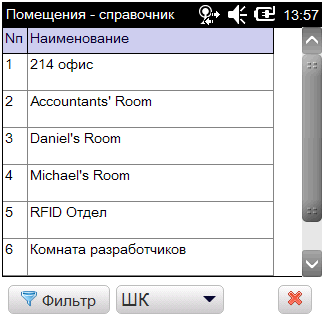 Помещения - справочник 13:57
Nп Наименование
1 214 офис
2 Accountants' Room
3 Daniel's Room
4 Michael's Room
5 RFID Отдел
6 Комната разработчиков
Фильтр ШК